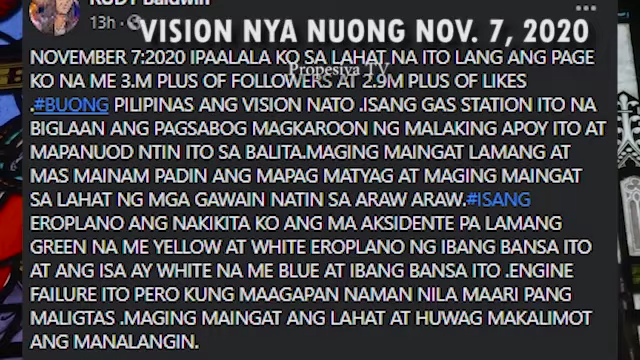 RUDY Baldwin
13h
VISION NYA NUONG NOV. 7, 2020
NOVEMBER 7:2020 IPAALALA KO SA LAHAT NA ITO LANG ANG PAGE
Propesiya TV
KO NA ME 3.M PLUS OF FOLLOWERS AT 2.9M PLUS OF LIKES
.#BUONG PILIPINAS ANG VISION NATO .ISANG GAS STATION ITO NA
BIGLAAN ANG PAGSABOG MAGKAROON NG MALAKING APOY ITO AT
MAPANUOD NTIN ITO SA BALITA.MAGING MAINGAT LAMANG AT
MAS MAINAM PADIN ANG MAPAG MATYAG AT MAGING MAINGAT
SA LAHAT NG MGA GAWAIN NATIN SA ARAW ARAW.#ISANG
EROPLANO ANG NAKIKITA KO ANG MA AKSIDENTE PA LAMANG
GREEN NA ME YELLOW AT WHITE EROPLANO NG IBANG BANSA ITO
AT ANG ISA AY WHITE NA ME BLUE AT IBANG BANSA ITO .ENGINE
FAILURE ITO PERO KUNG MAAGAPAN NAMAN NILA MAARI PANG
MALIGTAS .MAGING MAINGAT ANG LAHAT AT HUWAG MAKALIMOT
ANG MANALANGIN.